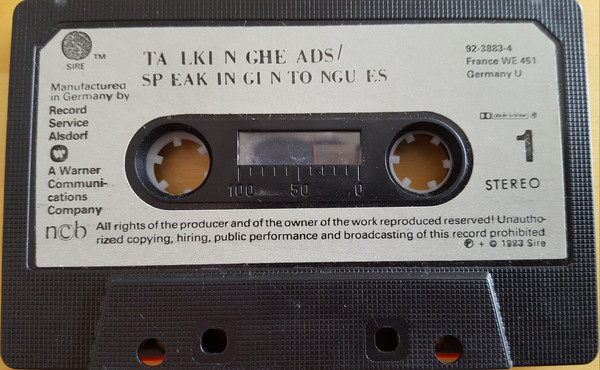 SIRE TM
TA LKI N GHE ADS/
SP EAK IN GI N TO NGU ES
92-3883-4
France WE 451
Germany U
Manufactured
in Germany by
Record
Service
Alsdorf
A Warner
Communi-
cations
Company
1
STEREO
100 50 0
ncb
All rights of the producer and of the owner of the work reproduced reserved! Unautho-
rized copying, hiring, public performance and broadcasting of this record prohibited.
℗ + © 1983 Sire